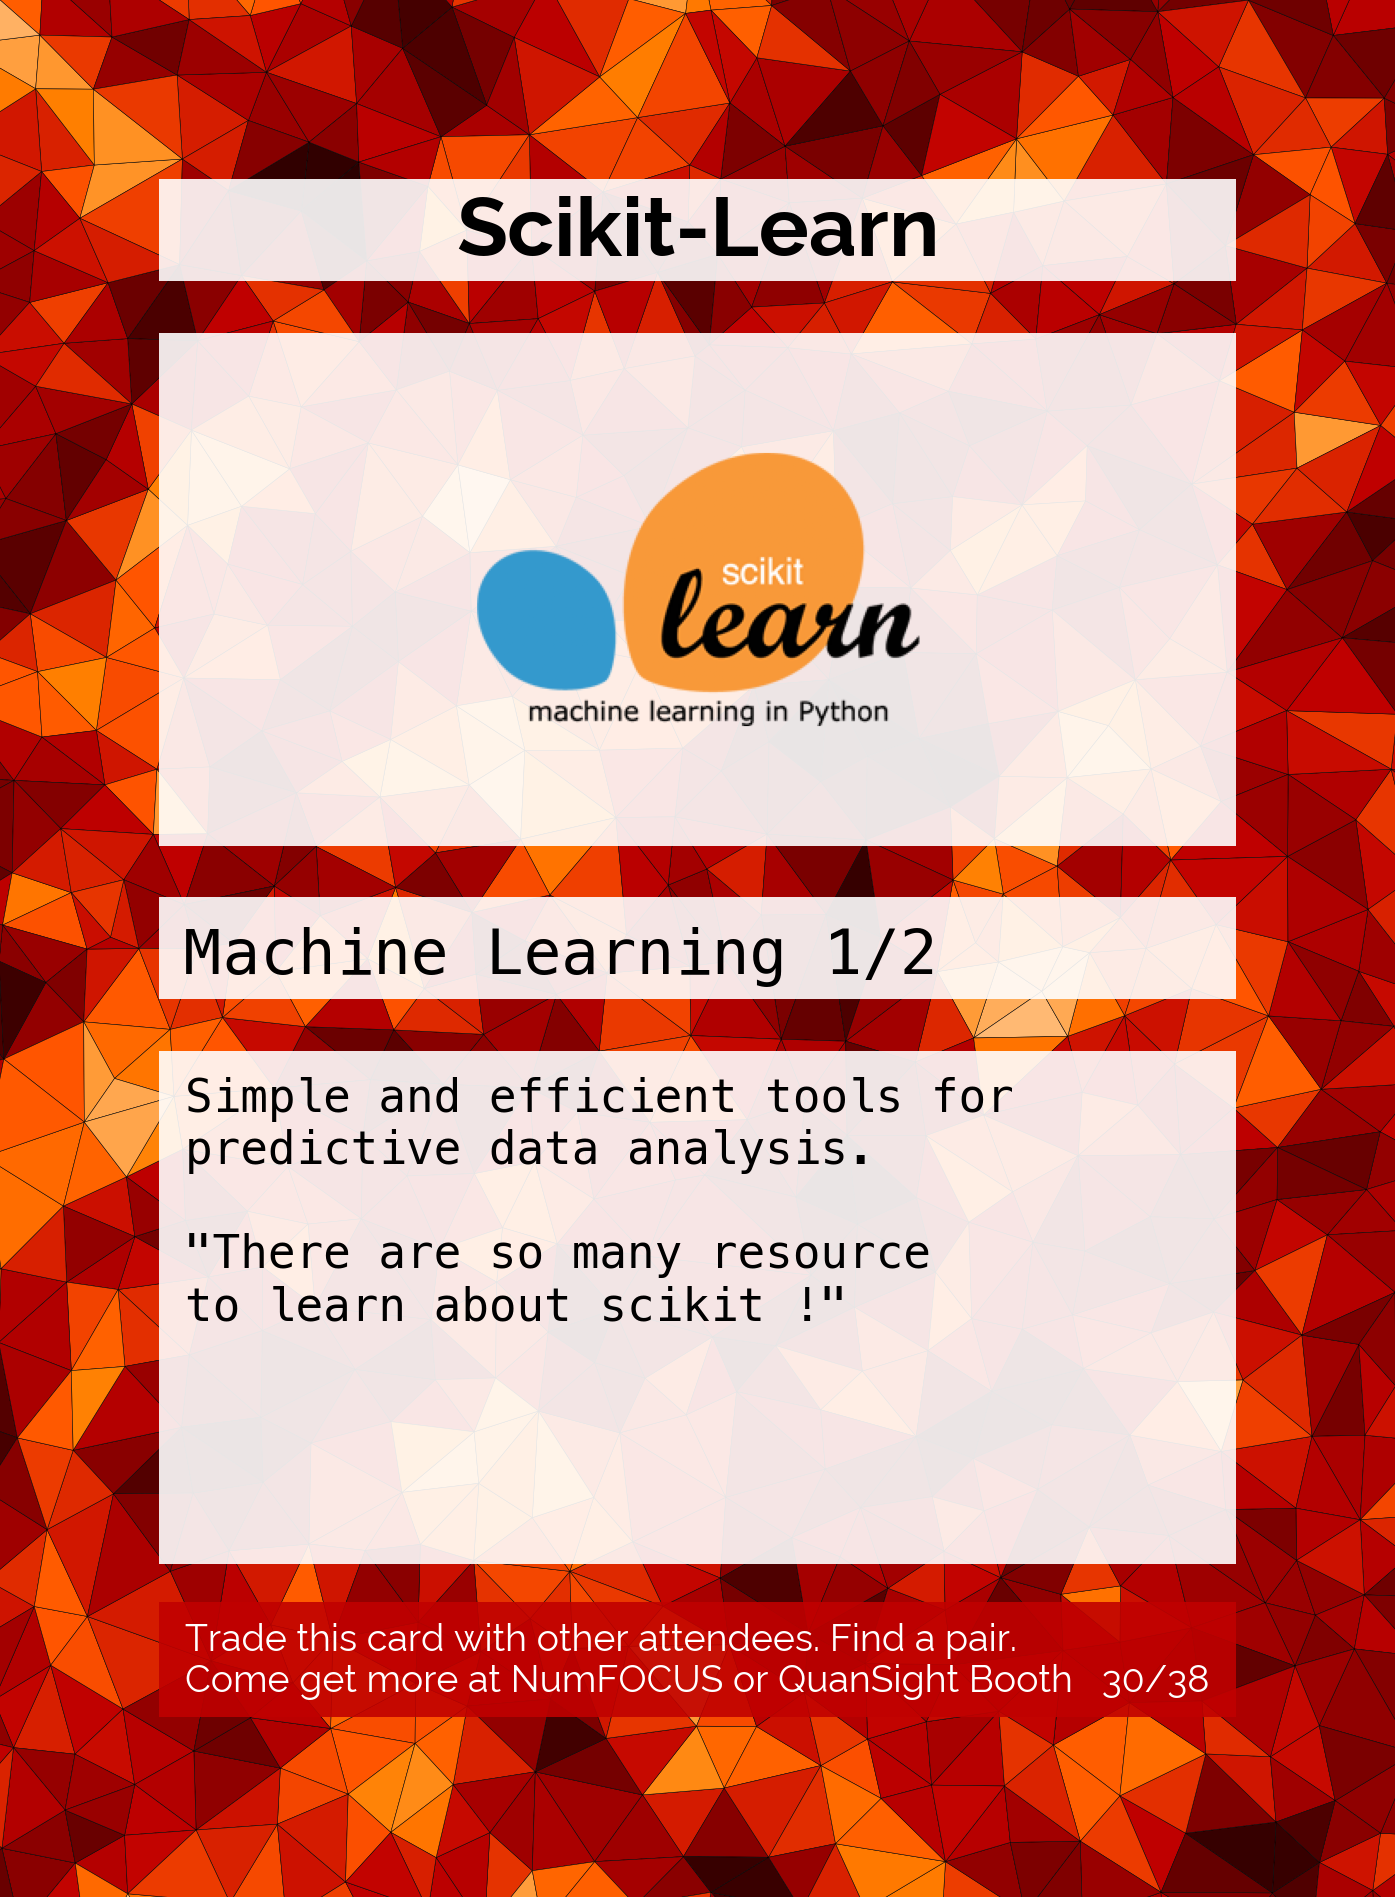 Scikit-Learn
scikit
learn
machine learning in Python
Machine Learning 1/2
Simple and efficient tools for
predictive data analysis.
"There are so many resource
to learn about scikit !"
Trade this card with other attendees. Find a pair.
Come get more at NumFOCUS or QuanSight Booth 30/38